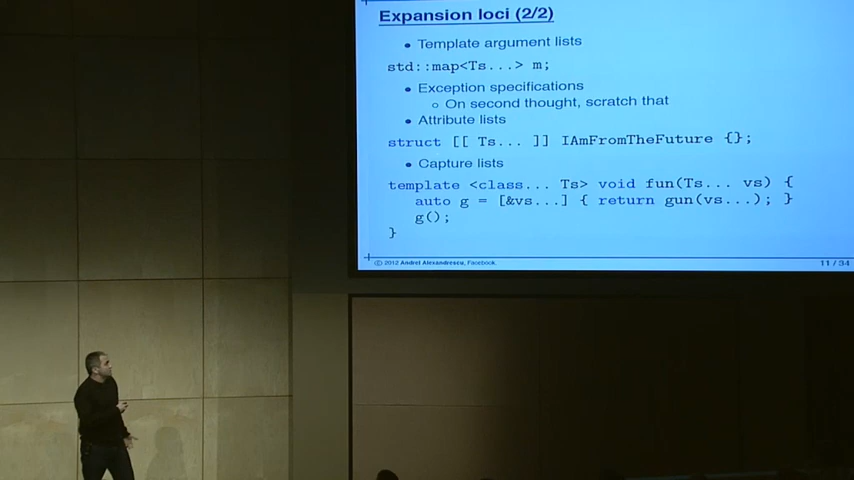 Expansion loci (2/2)
• Template argument lists
std::map<Ts...> m;
• Exception specifications
○ On second thought, scratch that
• Attribute lists
struct [[ Ts... ]] IAmFromTheFuture {};
• Capture lists
template <class... Ts> void fun(Ts... vs) {
auto g = [&vs...] { return gun(vs...); }
g();
}
© 2012 Andrei Alexandrescu, Facebook. 11 / 34